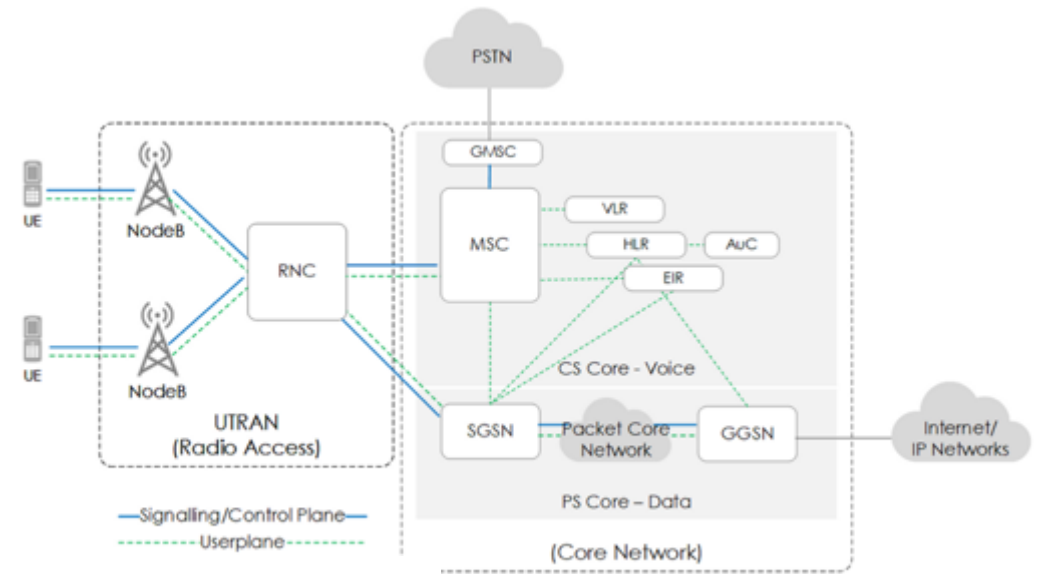 PSTN
GMSC
UE
NodeB
MSC
VLR
HLR
AuC
EIR
RNC
UE
NodeB
CS Core - Voice
UTRAN
(Radio Access)
SGSN
Packet Core
Network
GGSN
Internet/
IP Networks
PS Core – Data
Signalling/Control Plane
Userplane
(Core Network)